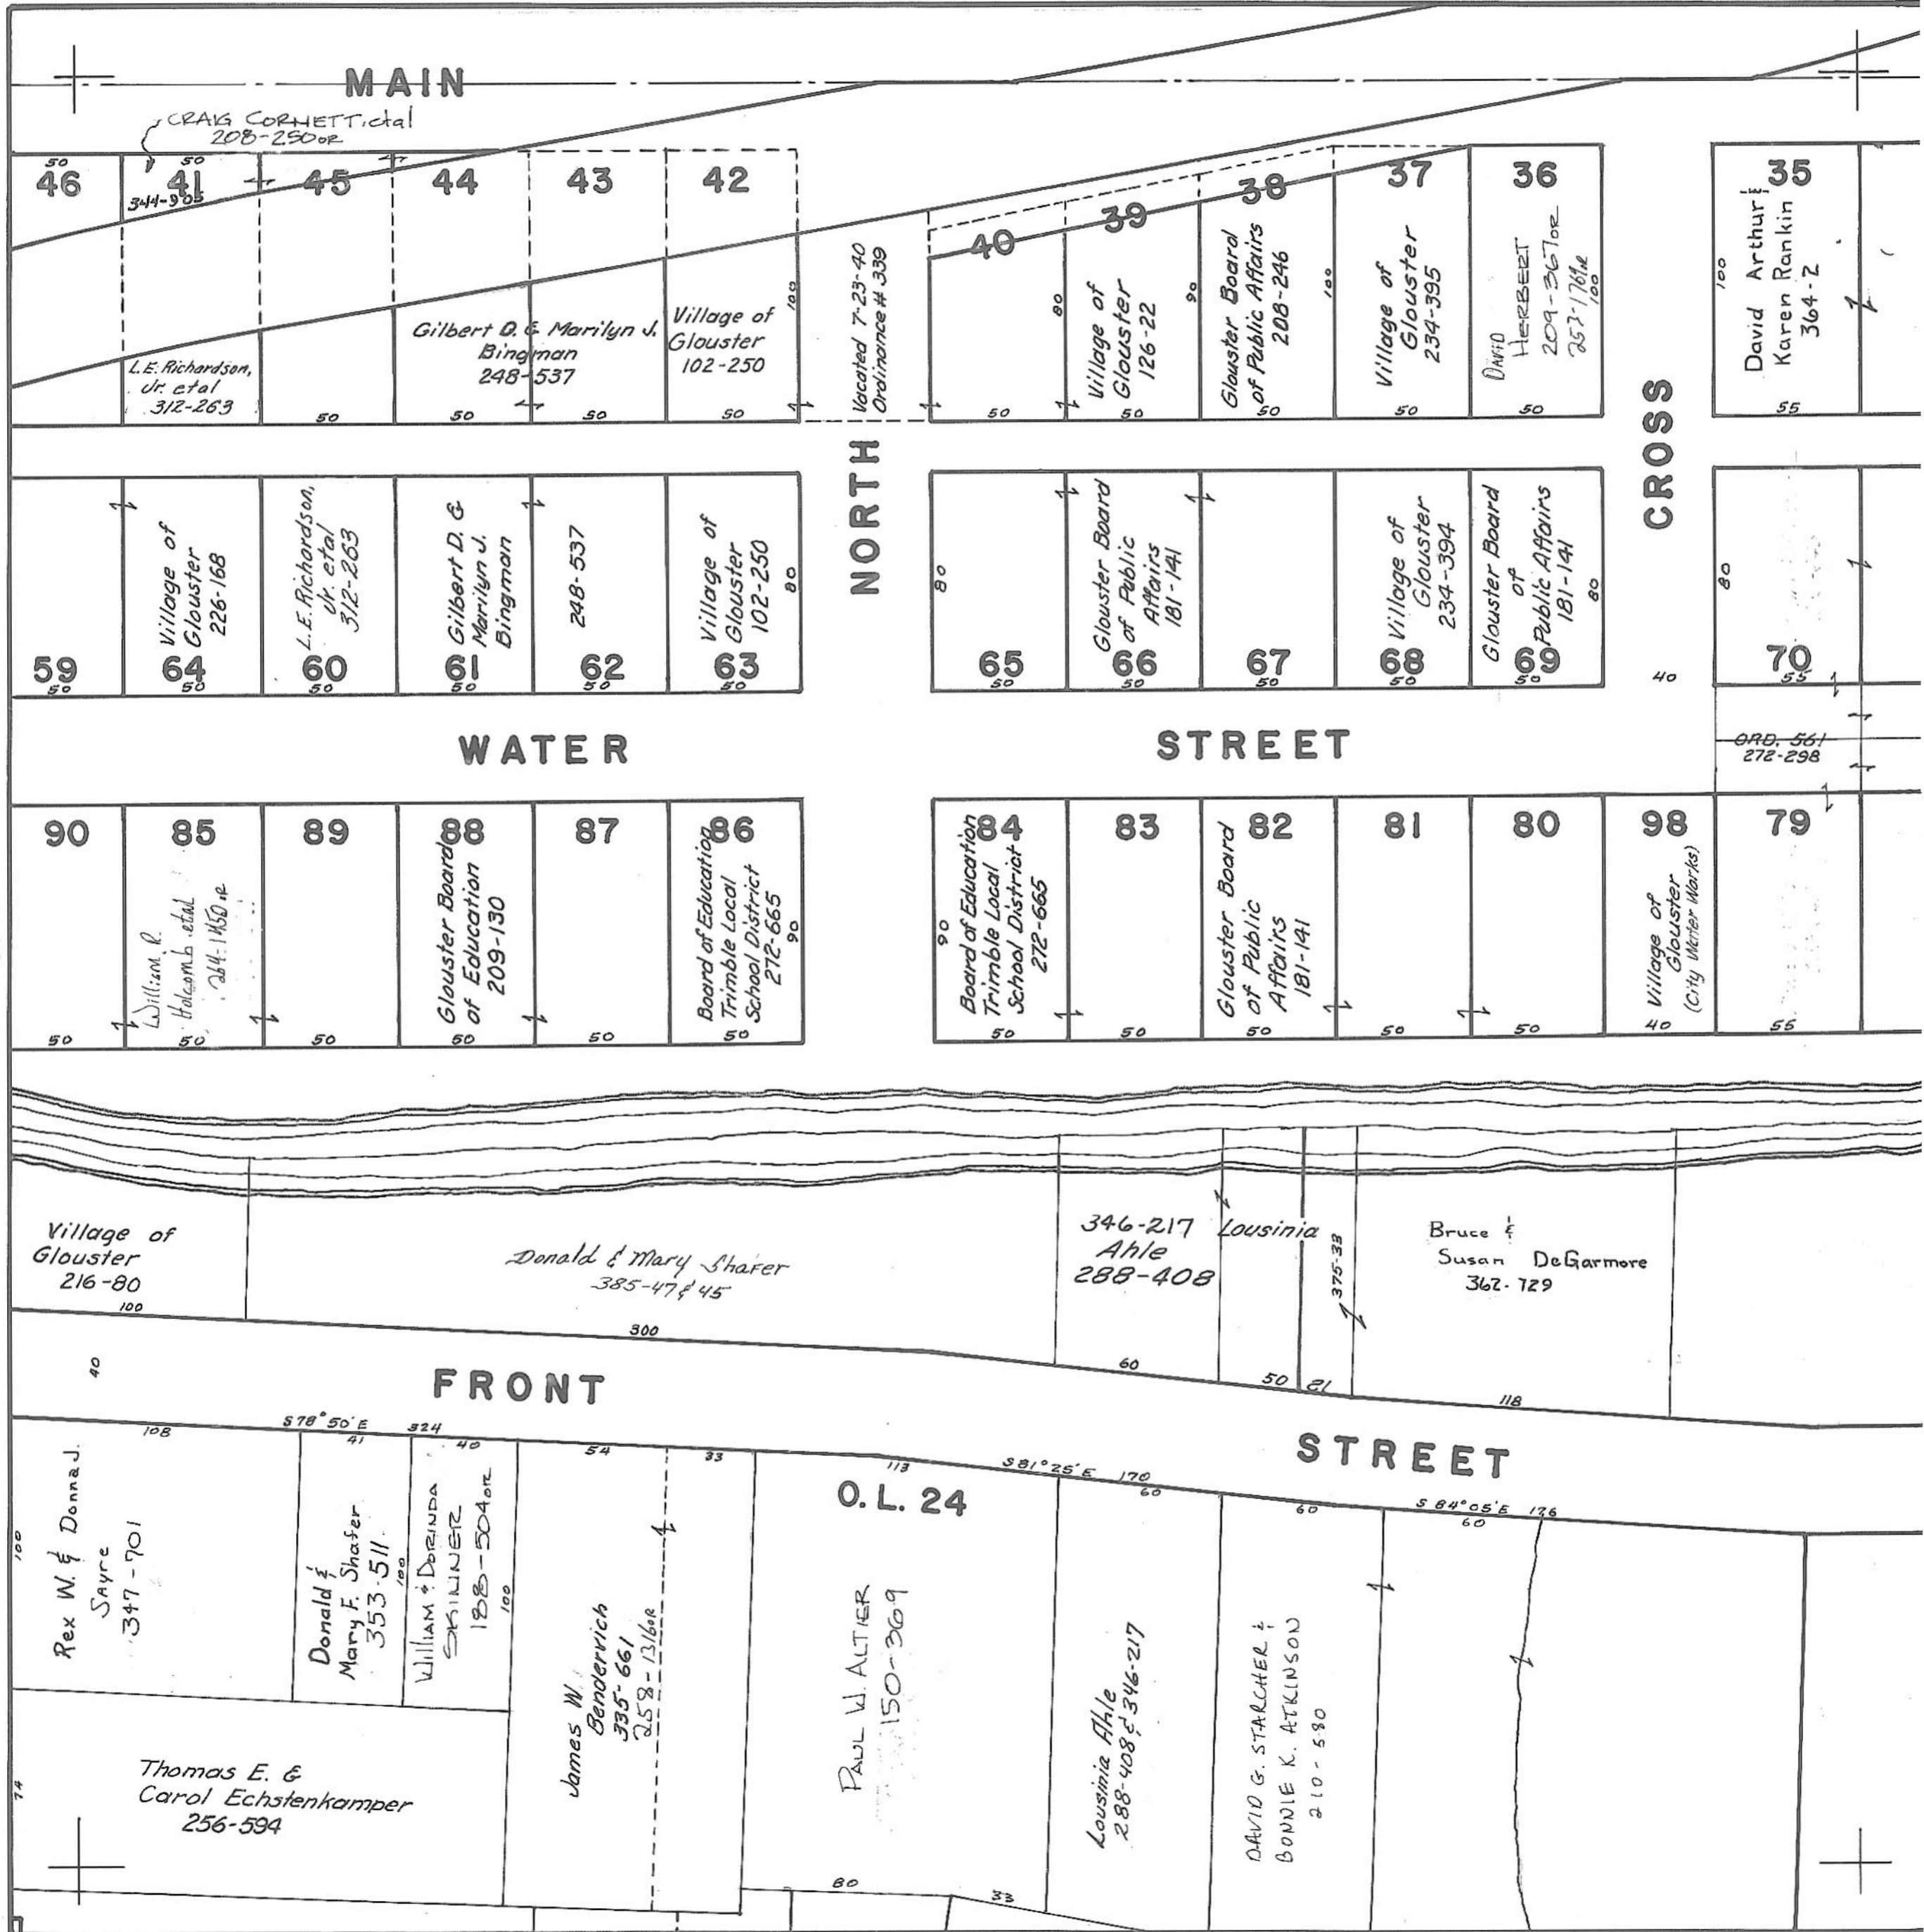 MAIN
CRAIG CORNETT, etal
208-250 OR
50
46
50
41
344-905
45
44
43
42
L.E. Richardson,
Jr. etal
312-263
50
Gilbert D. & Marilyn J.
Bingman
248-537
50
50
Village of
Glouster
102-250
100
50
Vacated 7-23-40
Ordinance # 339
40
80
50
39
Village of
Glouster
126-22
90
50
38
Glouster Board
of Public Affairs
208-246
100
50
37
Village of
Glouster
234-395
50
36
DAVID
HERBERT
209-367 OR
100
50
35
David Arthur &
Karen Rankin
364-2
100
55
NORTH
CROSS
59
50
Village of
Glouster
226-168
64
50
L.E. Richardson,
Jr. etal
312-263
60
50
Gilbert D. &
Marilyn J.
Bingman
61
50
248-537
62
50
Village of
Glouster
102-250
80
63
50
80
65
50
Glouster Board
of Public
Affairs
181-141
66
50
67
50
Village of
Glouster
234-394
68
50
Glouster Board
of
Public Affairs
181-141
80
69
50
40
80
70
55
WATER STREET
ORD. 561
272-298
90
50
85
William R.
Holcomb etal
264-1450 OR
50
89
50
88
Glouster Board
of Education
209-130
50
87
50
86
Board of Education
Trimble Local
School District
272-665
90
50
84
90
Board of Education
Trimble Local
School District
272-665
50
83
50
82
Glouster Board
of Public
Affairs
181-141
50
81
50
80
50
98
Village of
Glouster
(City Water Works)
40
79
55
Village of
Glouster
216-80
100
Donald & Mary Shafer
385-47 & 45
300
346-217
Ahle
288-408
60
Lousinia
50
21
375-33
Bruce &
Susan DeGarmore
362-729
118
40
FRONT STREET
S 78° 50' E 324
108
41
40
54
33
113
S 81° 25' E 170
60
60
S 84° 05' E 176
60
100
Rex W. & Donna J.
Sayre
347-701
Donald &
Mary F. Shafer
353-511
100
WILLIAM & DORINDA
SKINNER
188-504 OR
100
James W.
Benderich
335-661
258-1316 OR
O.L. 24
PAUL W. ALTIER
150-369
80
33
Lousinia Ahle
288-408 & 346-217
DAVID G. STARCHER &
BONNIE K. ATKINSON
210-580
74
Thomas E. &
Carol Echstenkamper
256-594